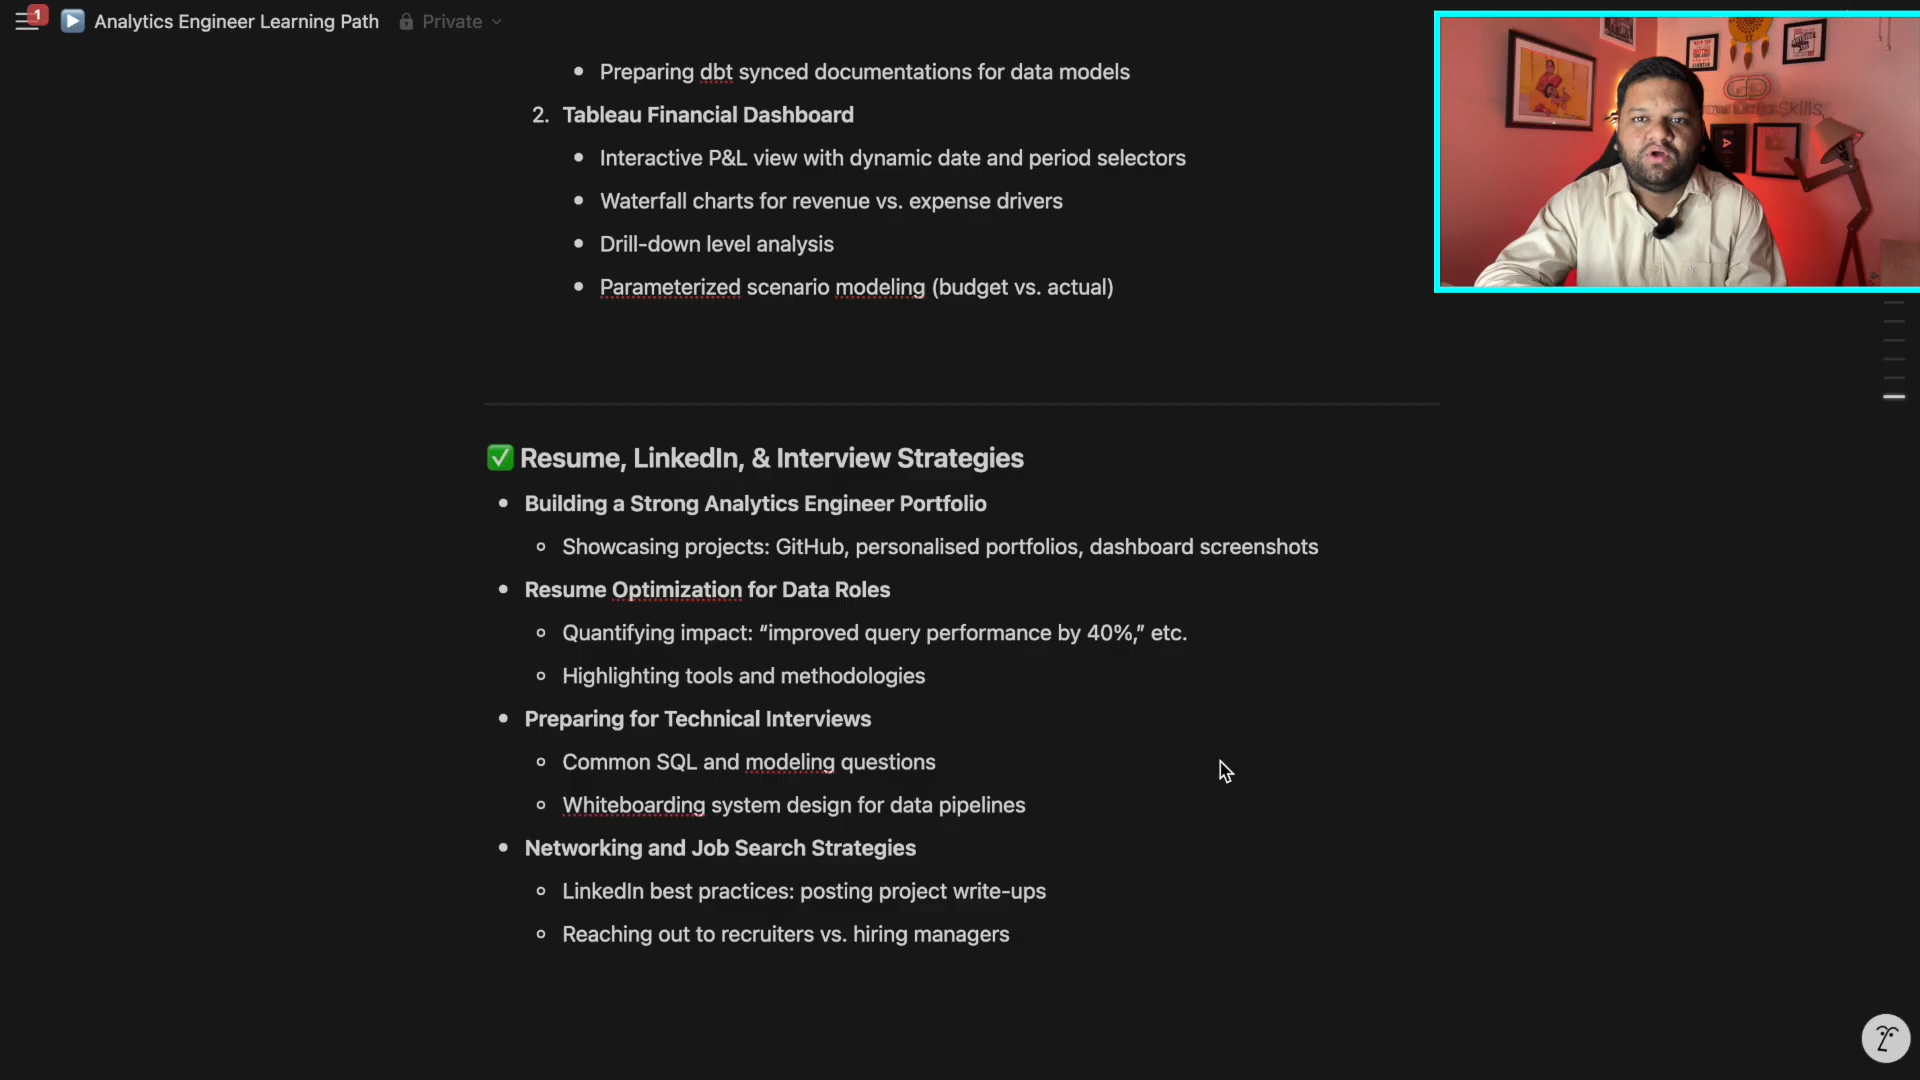 1
Analytics Engineer Learning Path
Private
Preparing dbt synced documentations for data models
2. Tableau Financial Dashboard
Interactive P&L view with dynamic date and period selectors
Waterfall charts for revenue vs. expense drivers
Drill-down level analysis
Parameterized scenario modeling (budget vs. actual)
✅ Resume, LinkedIn, & Interview Strategies
Building a Strong Analytics Engineer Portfolio
Showcasing projects: GitHub, personalised portfolios, dashboard screenshots
Resume Optimization for Data Roles
Quantifying impact: “improved query performance by 40%,” etc.
Highlighting tools and methodologies
Preparing for Technical Interviews
Common SQL and modeling questions
Whiteboarding system design for data pipelines
Networking and Job Search Strategies
LinkedIn best practices: posting project write-ups
Reaching out to recruiters vs. hiring managers